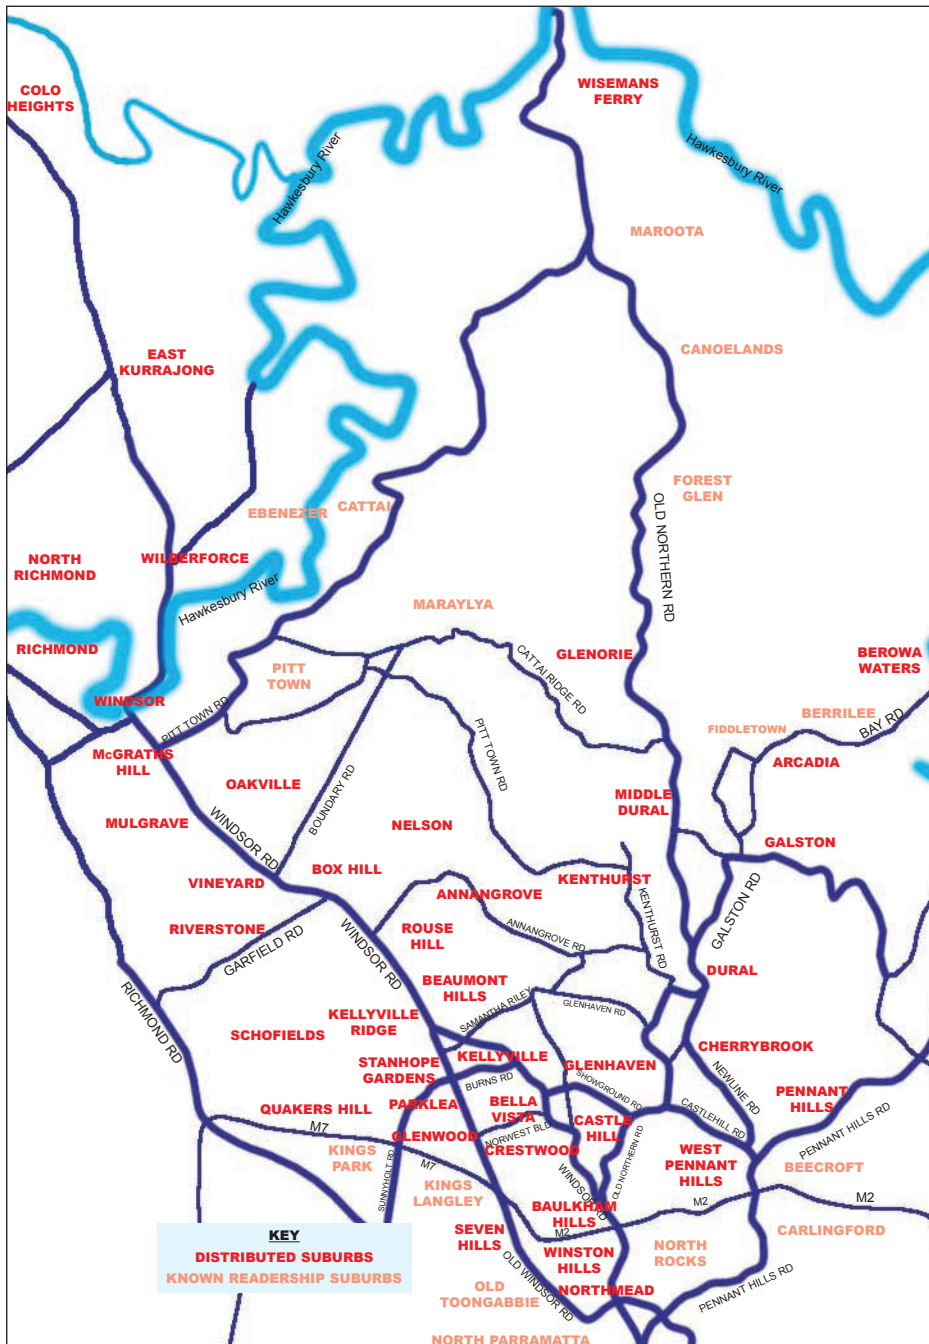 COLO
HEIGHTS
WISEMANS
FERRY
Hawkesbury River
Hawkesbury River
MAROOTA
CANOELANDS
EAST
KURRAJONG
FOREST
GLEN
EBENEZER
CATTAI
OLD NORTHERN RD
NORTH
RICHMOND
WILBERFORCE
Hawkesbury River
MARAYLYA
RICHMOND
GLENORIE
CATTAI RIDGE RD
BEROWA
WATERS
PITT
TOWN
WINDSOR
PITT TOWN RD
BERRILEE
FIDDLETOWN
BAY RD
McGRATHS
HILL
PITT TOWN RD
ARCADIA
OAKVILLE
BOUNDARY RD
MIDDLE
DURAL
MULGRAVE
WINDSOR RD
NELSON
GALSTON
BOX HILL
VINEYARD
ANNANGROVE
KENTHURST
KENTHURST RD
GALSTON RD
RIVERSTONE
GARFIELD RD
WINDSOR RD
ROUSE
HILL
ANNANGROVE RD
DURAL
BEAUMONT
HILLS
RICHMOND RD
SAMANTHA RILEY
GLENHAVEN RD
KELLYVILLE
RIDGE
SCHOFIELDS
CHERRYBROOK
STANHOPE
GARDENS
KELLYVILLE
GLENHAVEN
NEWLINE RD
BURNS RD
SHOWGROUND RD
PENNANT
HILLS
QUAKERS HILL
PARKLEA
BELLA
VISTA
CASTLE
HILL
CASTLEHILL RD
PENNANT HILLS RD
M7
GLENWOOD
NORWEST BLD
CRESTWOOD
KINGS
PARK
SUNNYHOLT RD
M7
OLD NORTHERN RD
WEST
PENNANT
HILLS
BEECROFT
KINGS
LANGLEY
WINDSOR RD
BAULKHAM
HILLS
M2
M2
CARLINGFORD
SEVEN
HILLS
M2
KEY
DISTRIBUTED SUBURBS
KNOWN READERSHIP SUBURBS
WINSTON
HILLS
NORTH
ROCKS
OLD WINDSOR RD
OLD
TOONGABBIE
NORTHMEAD
PENNANT HILLS RD
NORTH PARRAMATTA